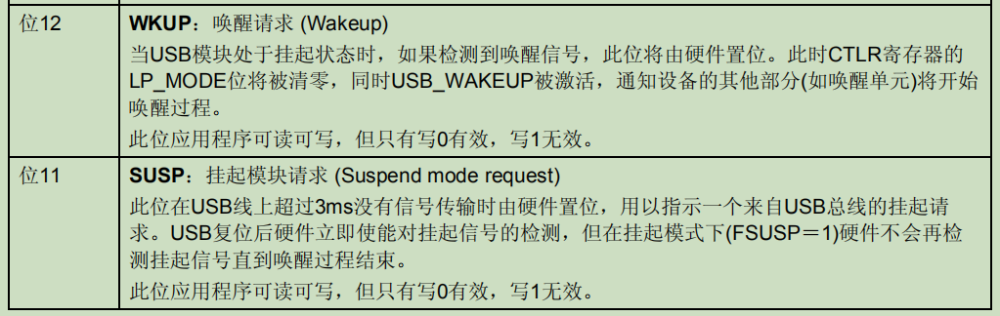 位12
WKUP：唤醒请求 (Wakeup)
当USB模块处于挂起状态时，如果检测到唤醒信号，此位将由硬件置位。此时CTLR寄存器的
LP_MODE位将被清零，同时USB_WAKEUP被激活，通知设备的其他部分(如唤醒单元)将开始
唤醒过程。
此位应用程序可读可写，但只有写0有效，写1无效。
位11
SUSP：挂起模块请求 (Suspend mode request)
此位在USB线上超过3ms没有信号传输时由硬件置位，用以指示一个来自USB总线的挂起请
求。USB复位后硬件立即使能对挂起信号的检测，但在挂起模式下(FSUSP＝1)硬件不会再检
测挂起信号直到唤醒过程结束。
此位应用程序可读可写，但只有写0有效，写1无效。